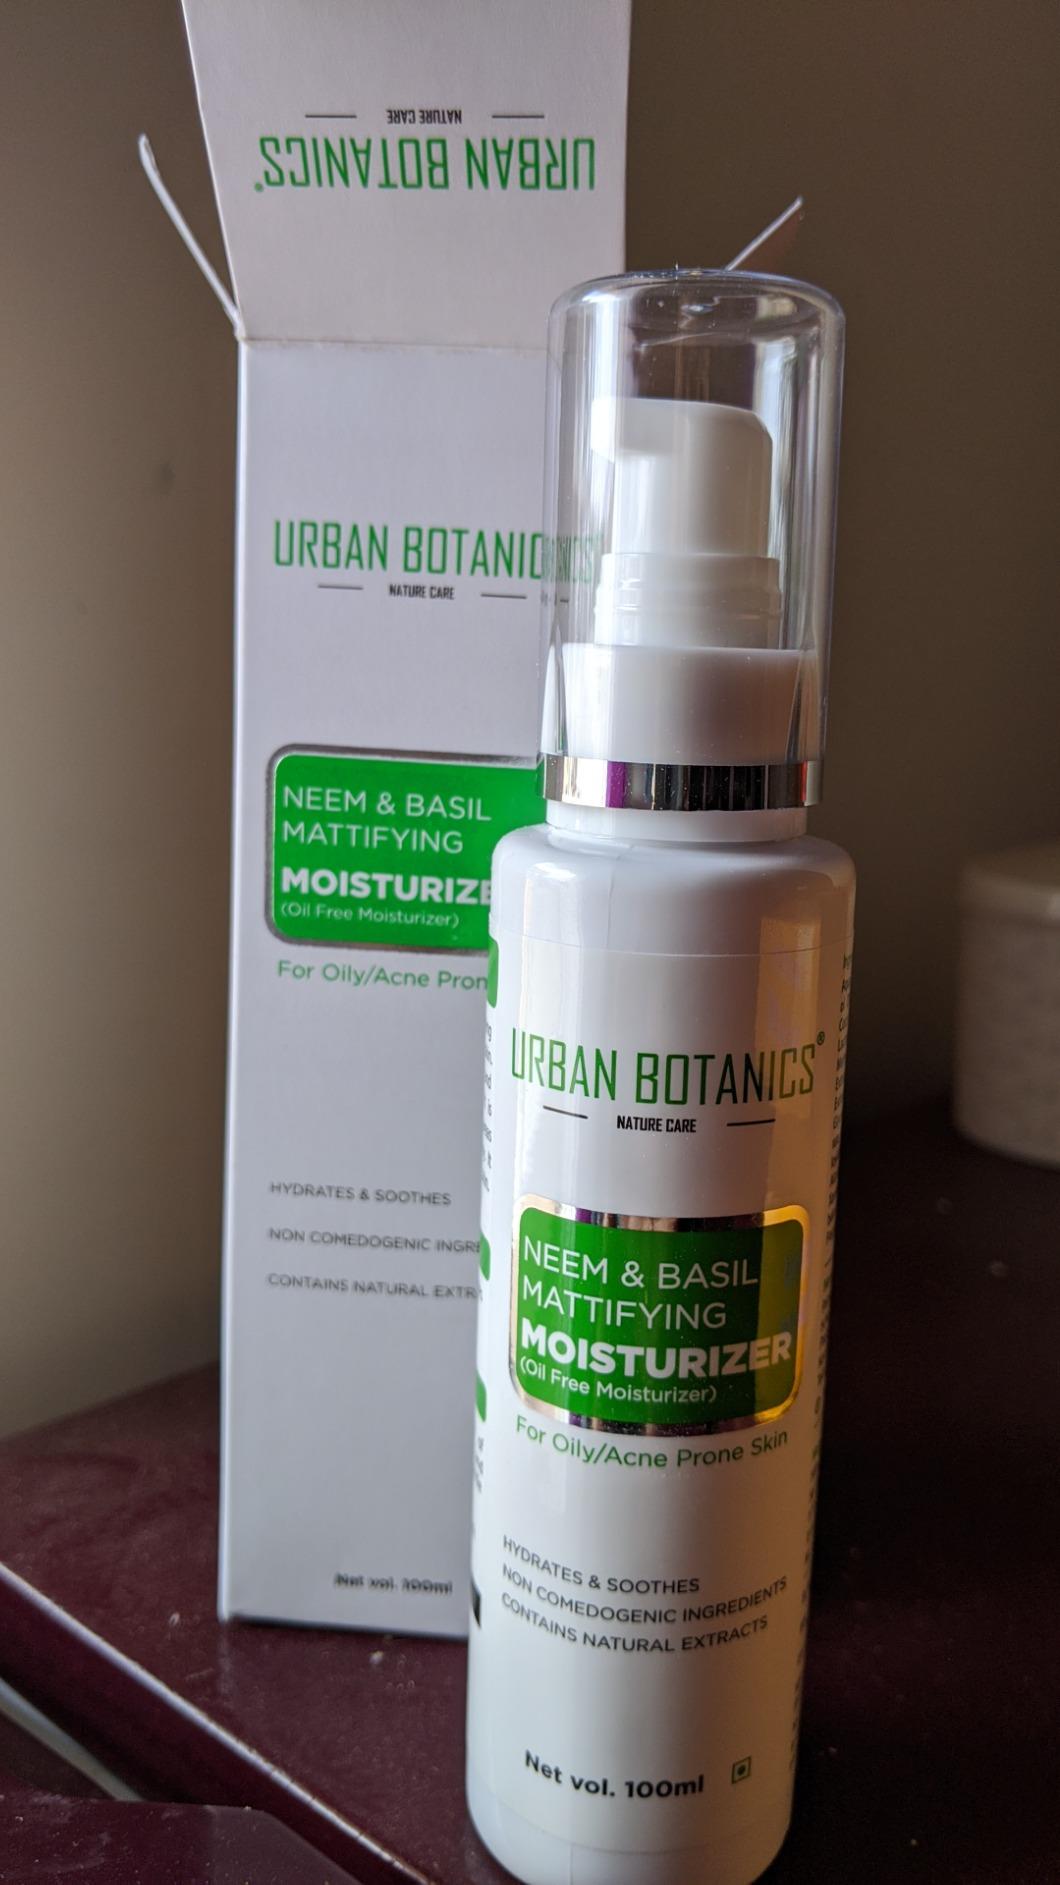 NATURE CARE
URBAN BOTANICS®
URBAN BOTANIC
NATURE CARE
NEEM & BASIL
MATTIFYING
MOISTURIZE
(Oil Free Moisturizer)
For Oily/Acne Pron
HYDRATES & SOOTHES
NON COMEDOGENIC INGRE
CONTAINS NATURAL EXTR
Net vol. 100ml
URBAN BOTANICS®
NATURE CARE
NEEM & BASIL
MATTIFYING
MOISTURIZER
(Oil Free Moisturizer)
For Oily/Acne Prone Skin
HYDRATES & SOOTHES
NON COMEDOGENIC INGREDIENTS
CONTAINS NATURAL EXTRACTS
Net vol. 100ml